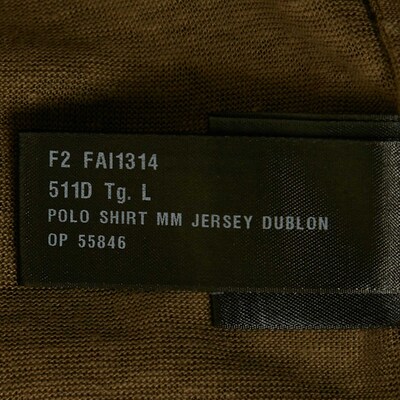 F2 FAI1314
511D Tg. L
POLO SHIRT MM JERSEY DUBLON
OP 55846